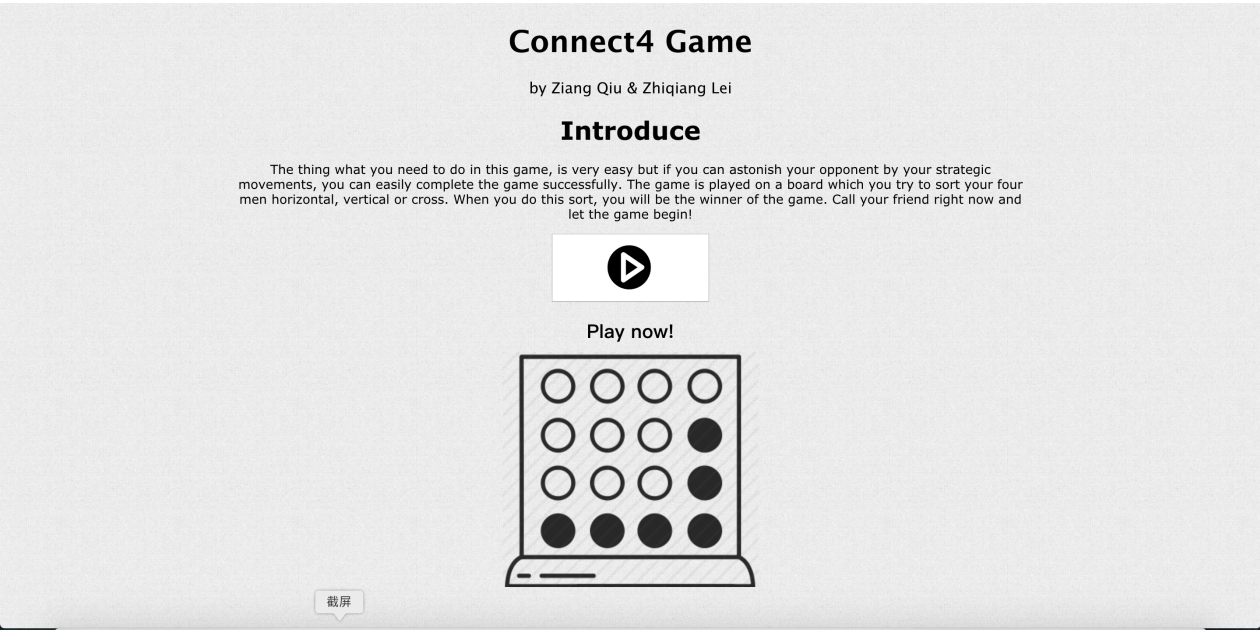 Connect4 Game
by Ziang Qiu & Zhiqiang Lei
Introduce
The thing what you need to do in this game, is very easy but if you can astonish your opponent by your strategic
movements, you can easily complete the game successfully. The game is played on a board which you try to sort your four
men horizontal, vertical or cross. When you do this sort, you will be the winner of the game. Call your friend right now and
let the game begin!
Play now!
截屏